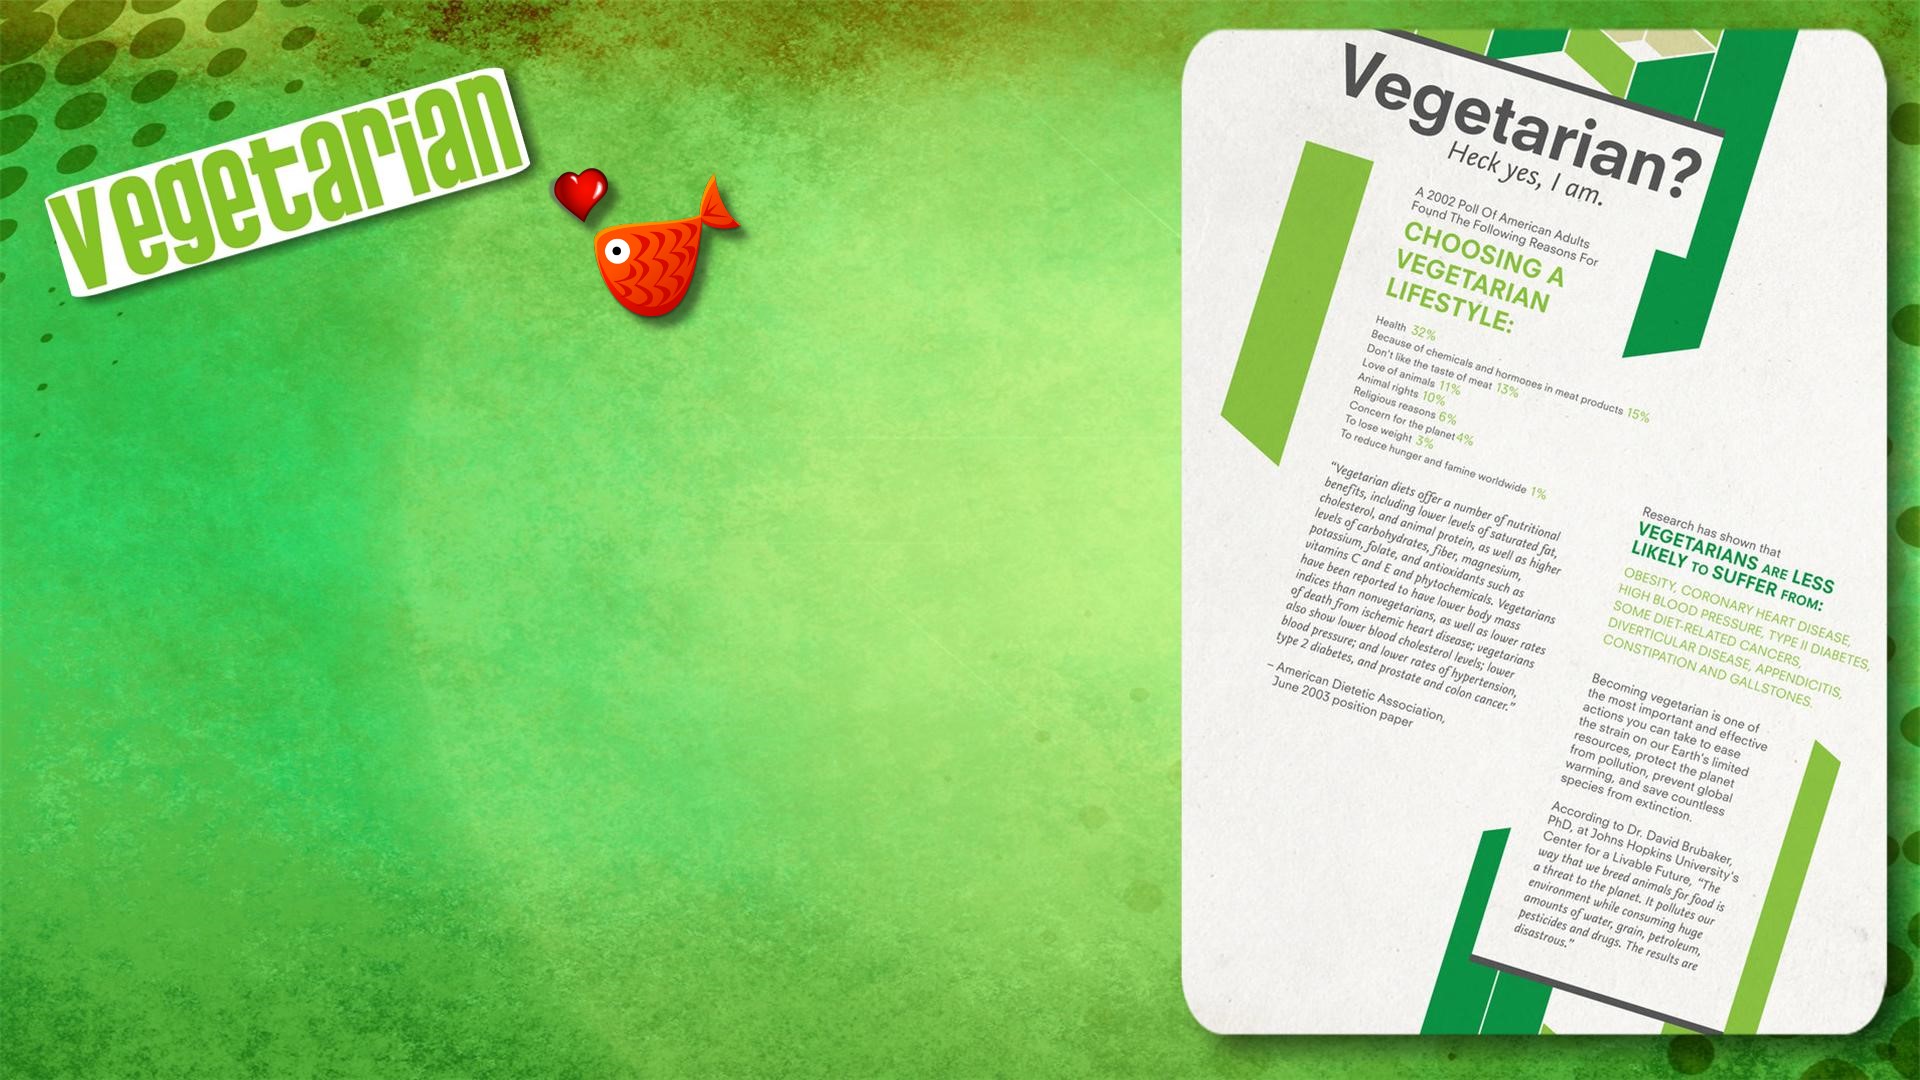 Vegetarian
Vegetarian?
Heck yes, I am.
A 2002 Poll Of American Adults
Found The Following Reasons For
CHOOSING A
VEGETARIAN
LIFESTYLE:
Health 32%
Because of chemicals and hormones in meat products 15%
Don't like the taste of meat 13%
Love of animals 11%
Animal rights 10%
Religious reasons 6%
Concern for the planet 4%
To lose weight 3%
To reduce hunger and famine worldwide 1%
"Vegetarian diets offer a number of nutritional
benefits, including lower levels of saturated fat,
cholesterol, and animal protein, as well as higher
levels of carbohydrates, fiber, magnesium,
potassium, folate, and antioxidants such as
vitamins C and E and phytochemicals. Vegetarians
have been reported to have lower body mass
indices than nonvegetarians, as well as lower rates
of death from ischemic heart disease; vegetarians
also show lower blood cholesterol levels; lower
blood pressure; and lower rates of hypertension,
type 2 diabetes, and prostate and colon cancer."
– American Dietetic Association,
June 2003 position paper
Research has shown that
VEGETARIANS ARE LESS
LIKELY TO SUFFER FROM:
OBESITY, CORONARY HEART DISEASE,
HIGH BLOOD PRESSURE, TYPE II DIABETES,
SOME DIET-RELATED CANCERS,
DIVERTICULAR DISEASE, APPENDICITIS,
CONSTIPATION AND GALLSTONES.
Becoming vegetarian is one of
the most important and effective
actions you can take to ease
the strain on our Earth's limited
resources, protect the planet
from pollution, prevent global
warming, and save countless
species from extinction.
According to Dr. David Brubaker,
PhD, at Johns Hopkins University's
Center for a Livable Future, "The
way that we breed animals for food is
a threat to the planet. It pollutes our
environment while consuming huge
amounts of water, grain, petroleum,
pesticides and drugs. The results are
disastrous."